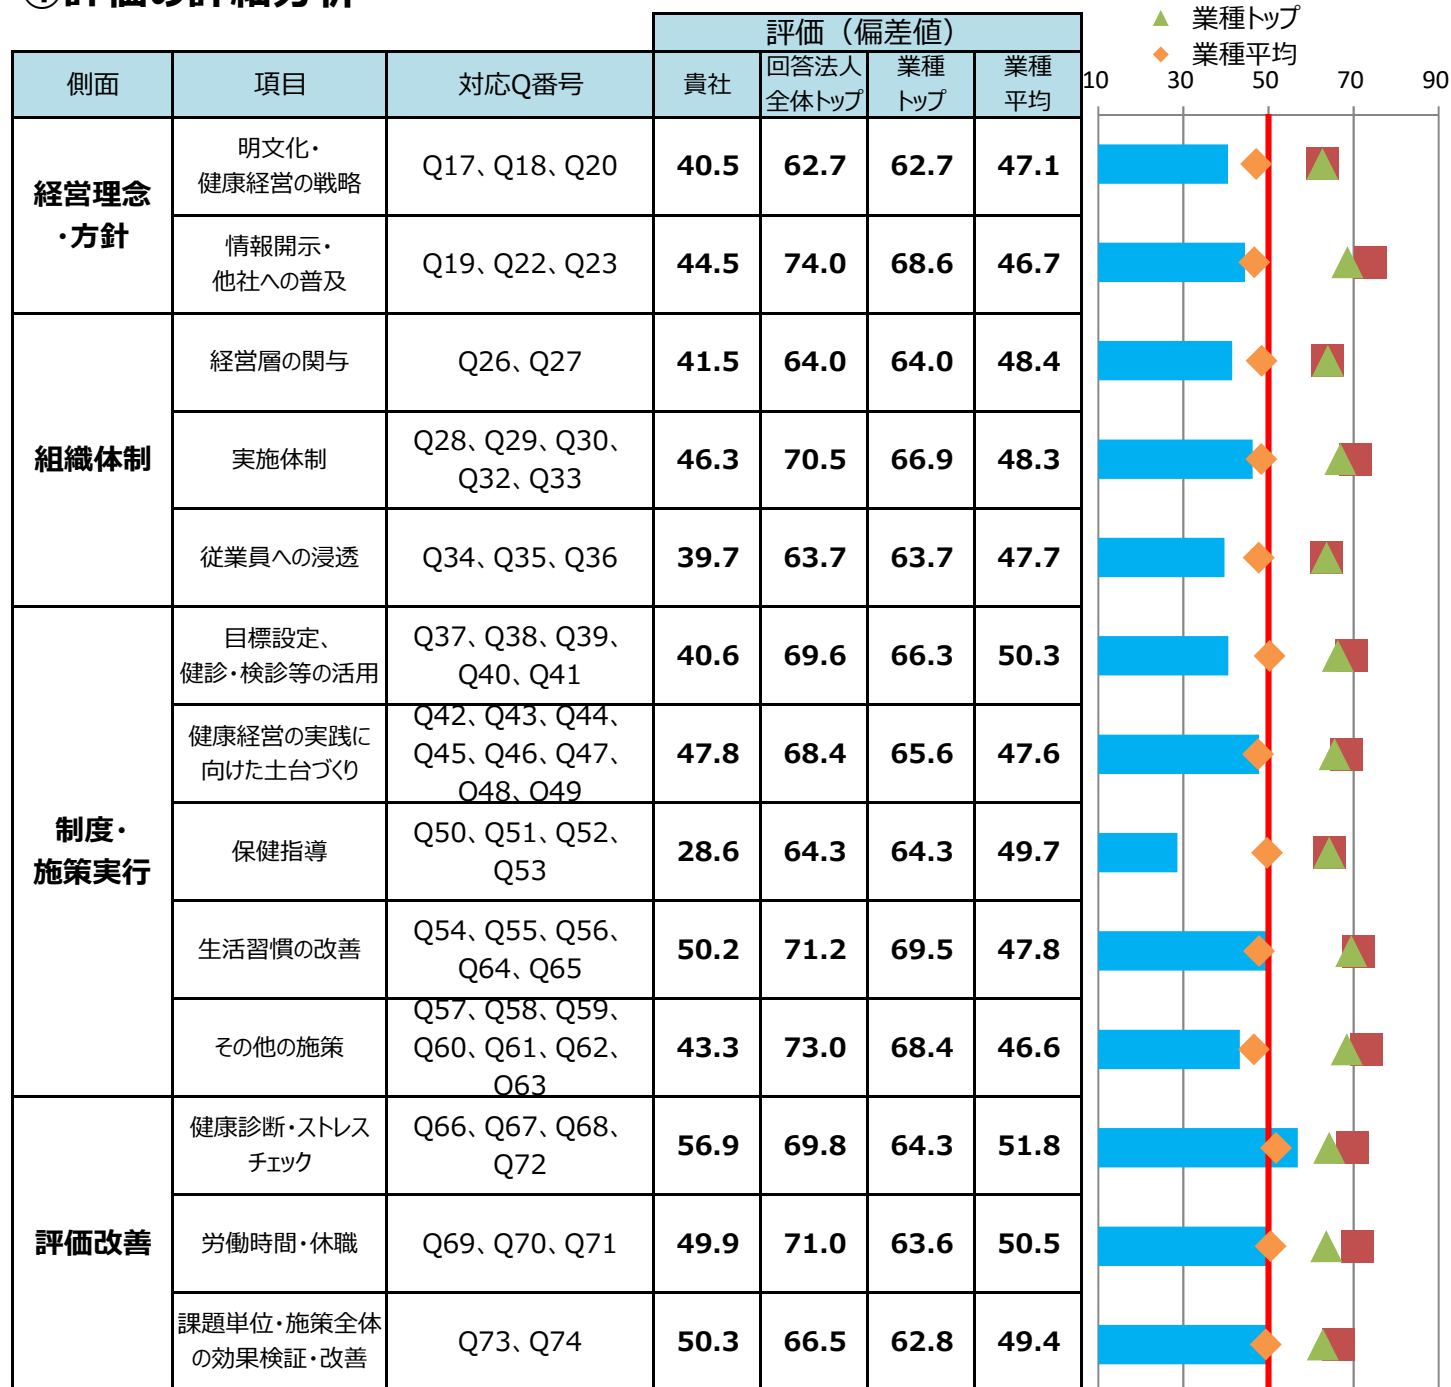 ①評価の詳細分析
▲ 業種トップ
◆ 業種平均
評価（偏差値）
側面 項目 対応Q番号 貴社 回答法人全体トップ 業種トップ 業種平均
10 30 50 70 90
経営理念
・方針
明文化・
健康経営の戦略
Q17、Q18、Q20 40.5 62.7 62.7 47.1
情報開示・
他社への普及
Q19、Q22、Q23 44.5 74.0 68.6 46.7
組織体制
経営層の関与 Q26、Q27 41.5 64.0 64.0 48.4
実施体制
Q28、Q29、Q30、
Q32、Q33
46.3 70.5 66.9 48.3
従業員への浸透 Q34、Q35、Q36 39.7 63.7 63.7 47.7
制度・
施策実行
目標設定、
健診・検診等の活用
Q37、Q38、Q39、
Q40、Q41
40.6 69.6 66.3 50.3
健康経営の実践に
向けた土台づくり
Q42、Q43、Q44、
Q45、Q46、Q47、
Q48、Q49
47.8 68.4 65.6 47.6
保健指導
Q50、Q51、Q52、
Q53
28.6 64.3 64.3 49.7
生活習慣の改善
Q54、Q55、Q56、
Q64、Q65
50.2 71.2 69.5 47.8
その他の施策
Q57、Q58、Q59、
Q60、Q61、Q62、
Q63
43.3 73.0 68.4 46.6
評価改善
健康診断・ストレス
チェック
Q66、Q67、Q68、
Q72
56.9 69.8 64.3 51.8
労働時間・休職 Q69、Q70、Q71 49.9 71.0 63.6 50.5
課題単位・施策全体
の効果検証・改善
Q73、Q74 50.3 66.5 62.8 49.4